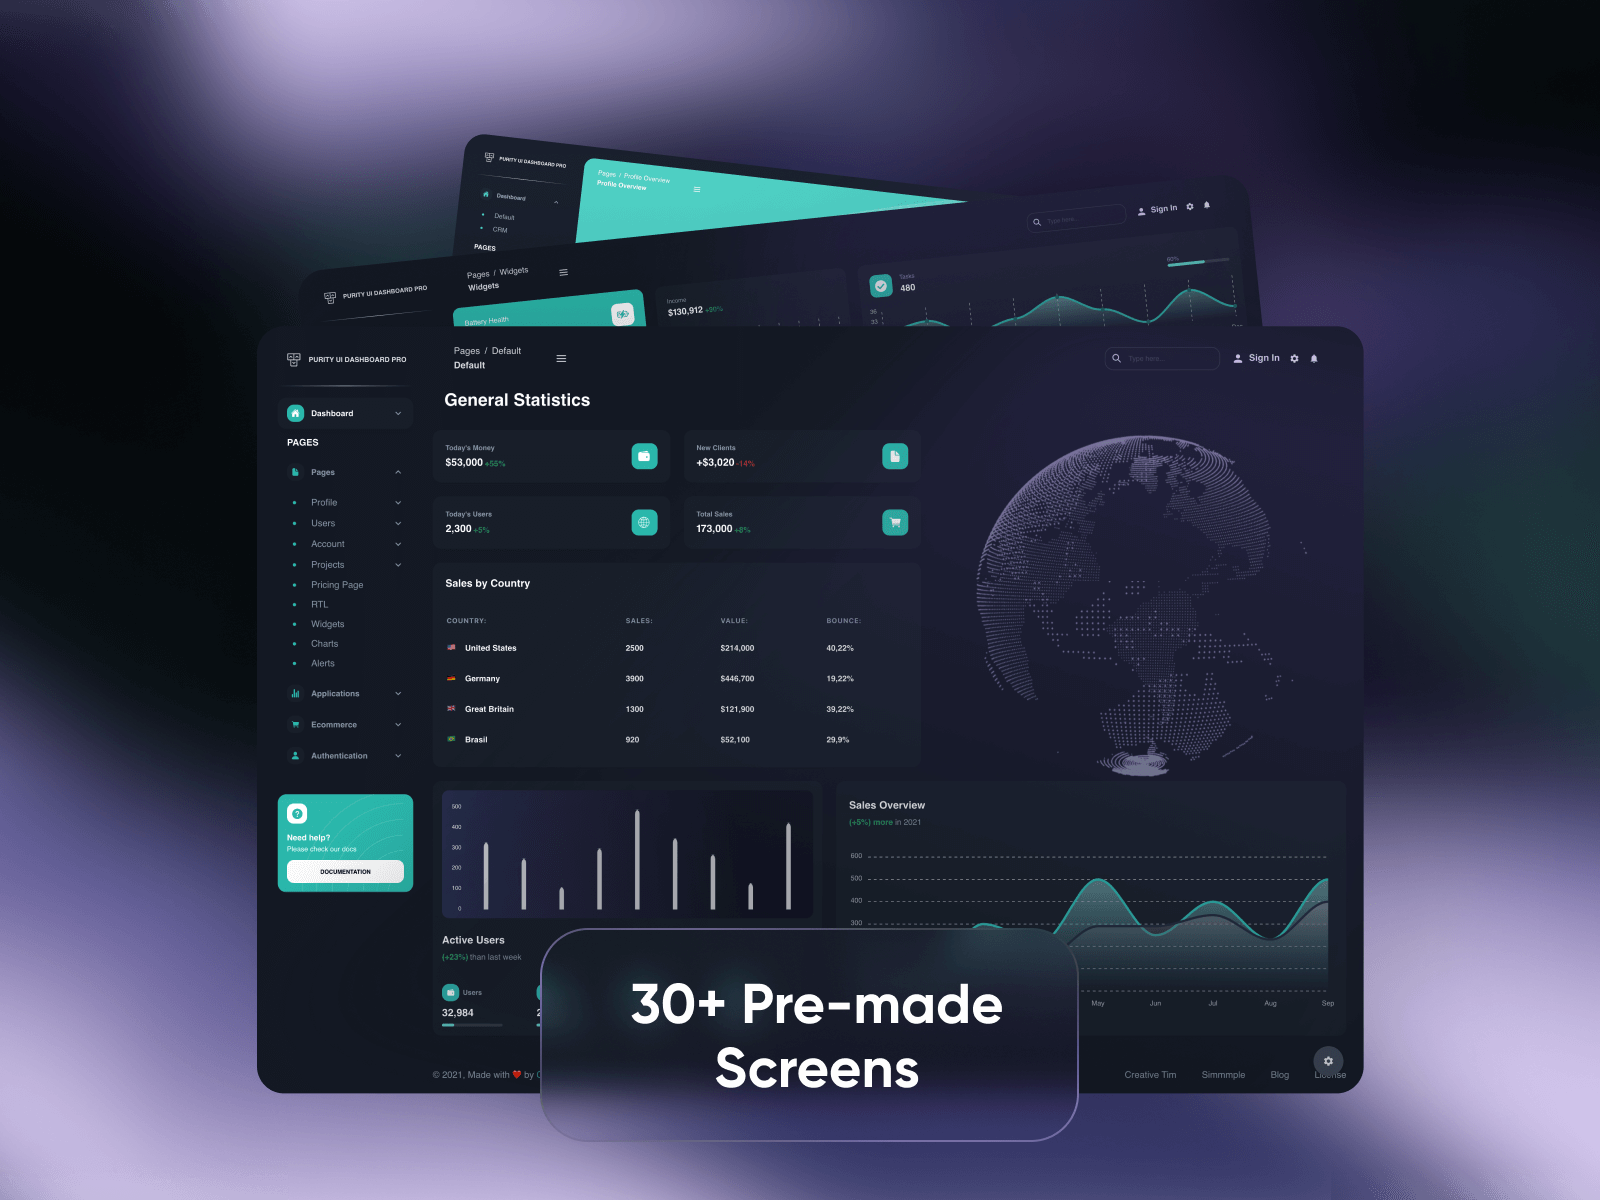 PURITY UI DASHBOARD PRO
Pages / Profile Overview
Profile Overview
Dashboard
Default
CRM
PAGES
Type here...
Sign In
PURITY UI DASHBOARD PRO
Pages / Widgets
Widgets
Battery Health
Income
$130,912 +90%
Tasks
480
60%
36
33
PURITY UI DASHBOARD PRO
Pages / Default
Default
Type here...
Sign In
Dashboard
PAGES
Pages
Profile
Users
Account
Projects
Pricing Page
RTL
Widgets
Charts
Alerts
Applications
Ecommerce
Authentication
Need help?
Please check our docs
DOCUMENTATION
General Statistics
Today's Money
$53,000 +55%
New Clients
+$3,020 -14%
Today's Users
2,300 +5%
Total Sales
173,000 +8%
Sales by Country
COUNTRY: SALES: VALUE: BOUNCE:
United States 2500 $214,000 40,22%
Germany 3900 $446,700 19,22%
Great Britain 1300 $121,900 39,22%
Brasil 920 $52,100 29,9%
500
400
300
200
100
0
Active Users
(+23%) than last week
Users
32,984
Sales Overview
(+5%) more in 2021
600
500
400
300
May Jun Jul Aug Sep
30+ Pre-made
Screens
© 2021, Made with ❤️ by
Creative Tim Simmmple Blog License